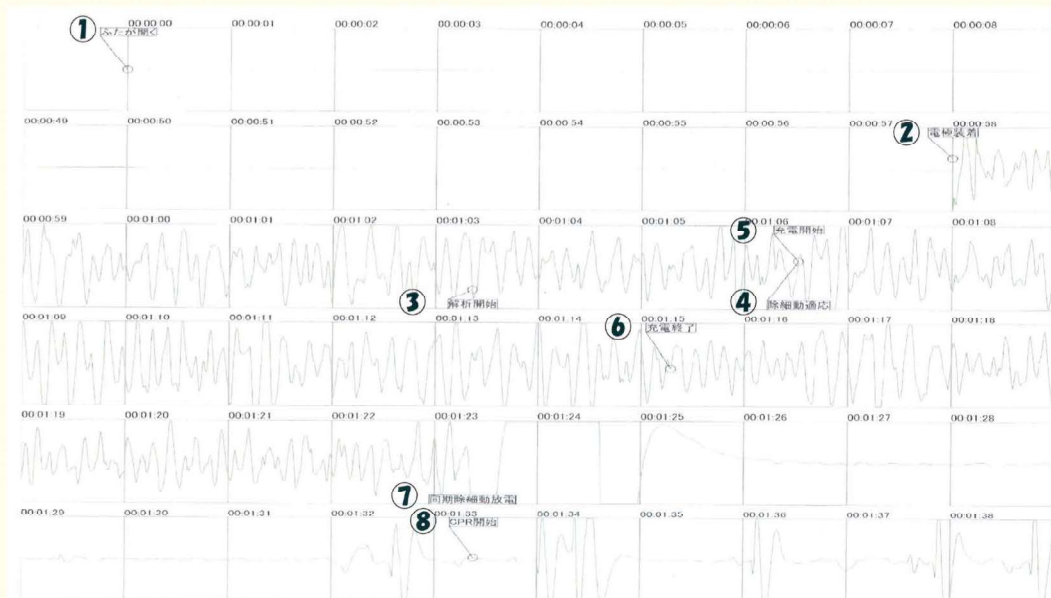 00:00:00 00:00:01 00:00:02 00:00:03 00:00:04 00:00:05 00:00:06 00:00:07 00:00:08
① ふたが開く
00:00:49 00:00:50 00:00:51 00:00:52 00:00:53 00:00:54 00:00:55 00:00:56 00:00:57 00:00:58
② 電極装着
00:00:59 00:01:00 00:01:01 00:01:02 00:01:03 00:01:04 00:01:05 00:01:06 00:01:07 00:01:08
⑤ 充電開始
③ 解析開始
④ 除細動適応
00:01:09 00:01:10 00:01:11 00:01:12 00:01:13 00:01:14 00:01:15 00:01:16 00:01:17 00:01:18
⑥ 充電終了
00:01:19 00:01:20 00:01:21 00:01:22 00:01:23 00:01:24 00:01:25 00:01:26 00:01:27 00:01:28
⑦ 同期除細動放電
00:01:29 00:01:30 00:01:31 00:01:32 00:01:33 00:01:34 00:01:35 00:01:36 00:01:37 00:01:38
⑧ CPR開始